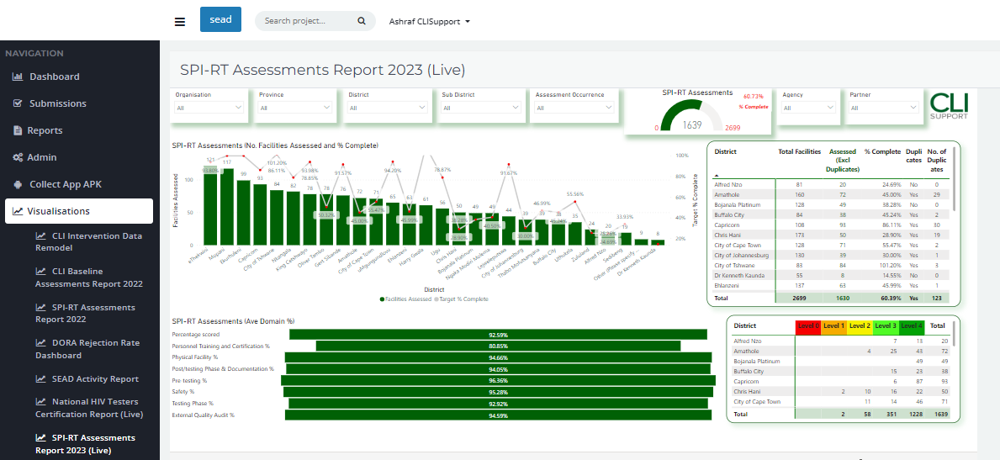 sead
Search project...
Ashraf CLISupport
NAVIGATION
Dashboard
Submissions
Reports
Admin
Collect App APK
Visualisations
CLI Intervention Data
Remodel
CLI Baseline
Assessments Report 2022
SPI-RT Assessments
Report 2022
DORA Rejection Rate
Dashboard
SEAD Activity Report
National HIV Testers
Certification Report (Live)
SPI-RT Assessments
Report 2023 (Live)
SPI-RT Assessments Report 2023 (Live)
Organisation
All
Province
All
District
All
Sub District
All
Assessment Occurrence
All
SPI-RT Assessments
60.73%
% Complete
0
1639
2699
Agency
All
Partner
All
CLI
SUPPORT
SPI-RT Assessments (No. Facilities Assessed and % Complete)
Facilities Assessed
100
50
0
121 117 99 93 84 82 78 78 76 72 71 65 63 61 56 50 49 49 44 39 39 38 35 24 20 19 9 8
93.80% 101.20% 86.11% 93.98% 78.85% 50.32% 91.57% 45.00% 55.47% 94.20% 45.99% 78.87% 38.28% 28.90% 40.50% 91.67% 30.00% 46.99% 45.24% 55.56% 24.69% 33.93%
100%
80%
60%
40%
20%
Target % Complete
eThekwini Nkangala Ekurhuleni Capricorn City of Tshwane King Cetshwayo Oliver Tambo Gert Sibande Amathole City of Cape Town uMgungundlovu Ehlanzeni Harry Gwala Ugu Chris Hani Bojanala Platinum Ngaka Modiri Molema City of Johannesburg Thabo Mofutsanyana Buffalo City Uthukela Zululand Alfred Nzo Sedibeng Other (Please specify... Dr Kenneth Kaunda
District
Facilities Assessed Target % Complete
District Total Facilities Assessed (Excl Duplicates) % Complete Dupli cates No. of Duplic ates
Alfred Nzo 81 20 24.69% No 0
Amathole 160 72 45.00% Yes 29
Bojanala Platinum 128 49 38.28% No 0
Buffalo City 84 38 45.24% Yes 2
Capricorn 108 93 86.11% Yes 30
Chris Hani 173 50 28.90% Yes 19
City of Cape Town 128 71 55.47% Yes 2
City of Johannesburg 130 39 30.00% Yes 1
City of Tshwane 83 84 101.20% Yes 3
Dr Kenneth Kaunda 55 8 14.55% No 0
Ehlanzeni 137 63 45.99% Yes 1
Total 2699 1630 60.39% Yes 123
SPI-RT Assessments (Ave Domain %)
Percentage scored 92.59%
Personnel Training and Certification % 80.85%
Physical Facility % 94.66%
Post/testing Phase & Documentation % 94.05%
Pre-testing % 96.36%
Safety % 95.28%
Testing Phase % 92.92%
External Quality Audit % 94.59%
District Level 0 Level 1 Level 2 Level 3 Level 4 Total
Alfred Nzo 7 13 20
Amathole 4 25 43 72
Bojanala Platinum 49 49
Buffalo City 15 23 38
Capricorn 6 87 93
Chris Hani 2 10 16 22 50
City of Cape Town 11 14 46 71
Total 2 58 351 1228 1639